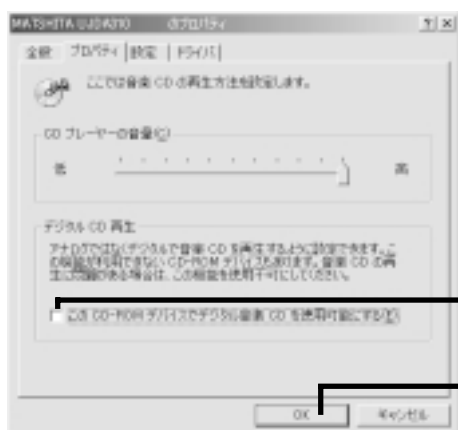 MATSHITA UJDA310 のプロパティ
全般 プロパティ 設定 ドライバ
ここでは音楽 CD の再生方法を設定します。
CD プレーヤーの音量(C)
低 高
デジタル CD 再生
アナログではなくデジタルで音楽 CD を再生するように設定できます。こ
の機能が利用できない CD-ROM デバイスもあります。音楽 CD の再
生に問題がある場合は、この機能を使用不可にしてください。
この CD-ROM デバイスでデジタル音楽 CD を使用可能にする(E)
OK キャンセル